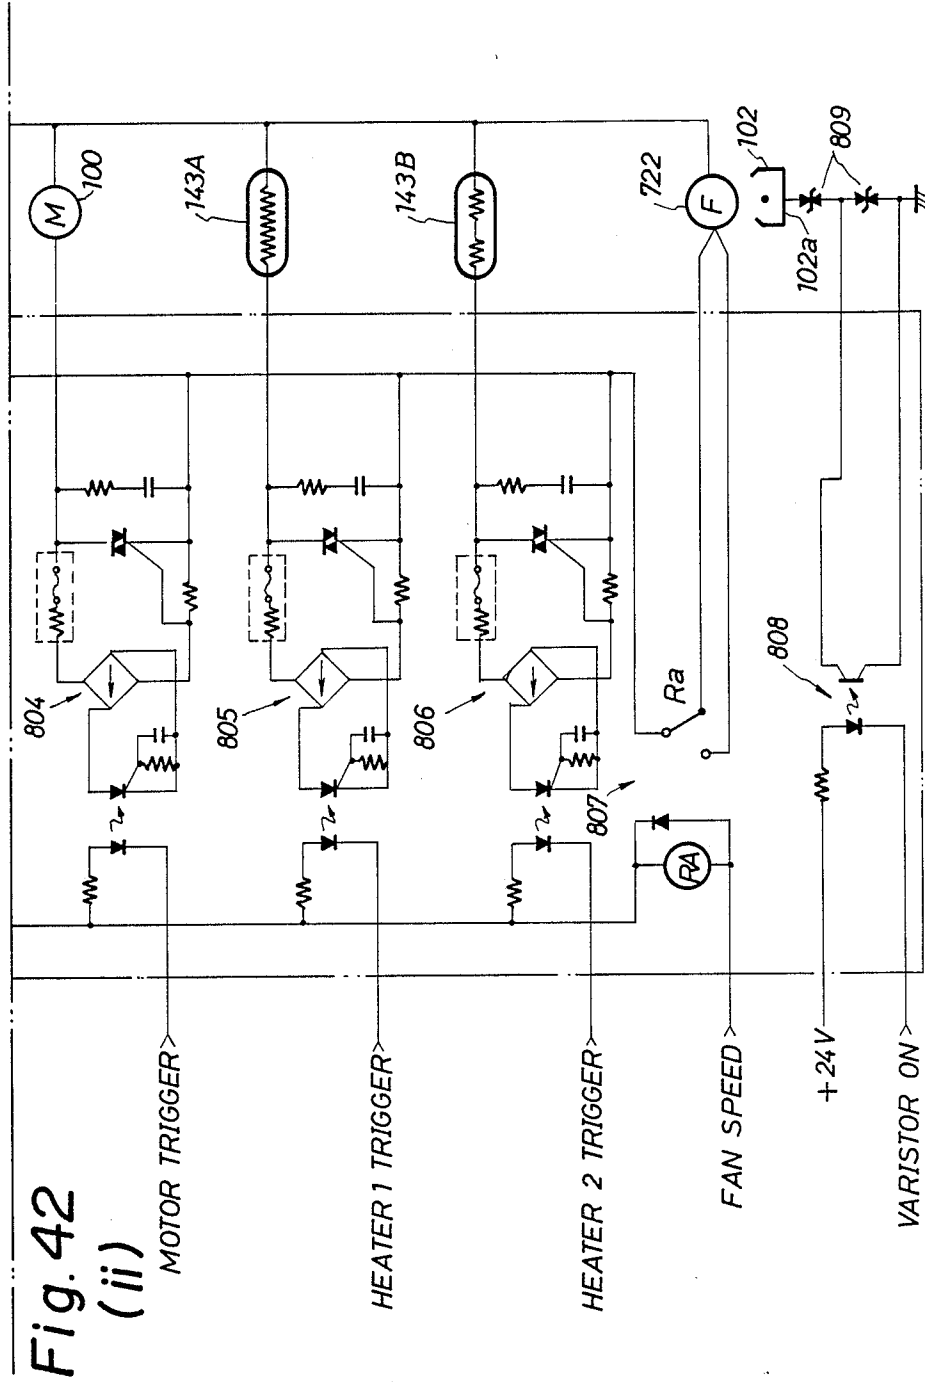 Fig. 42
(ii)
MOTOR TRIGGER
HEATER 1 TRIGGER
HEATER 2 TRIGGER
FAN SPEED
+24V
VARISTOR ON
804
805
806
807
RA
Ra
808
M
100
143A
143B
722
F
102
102a
809